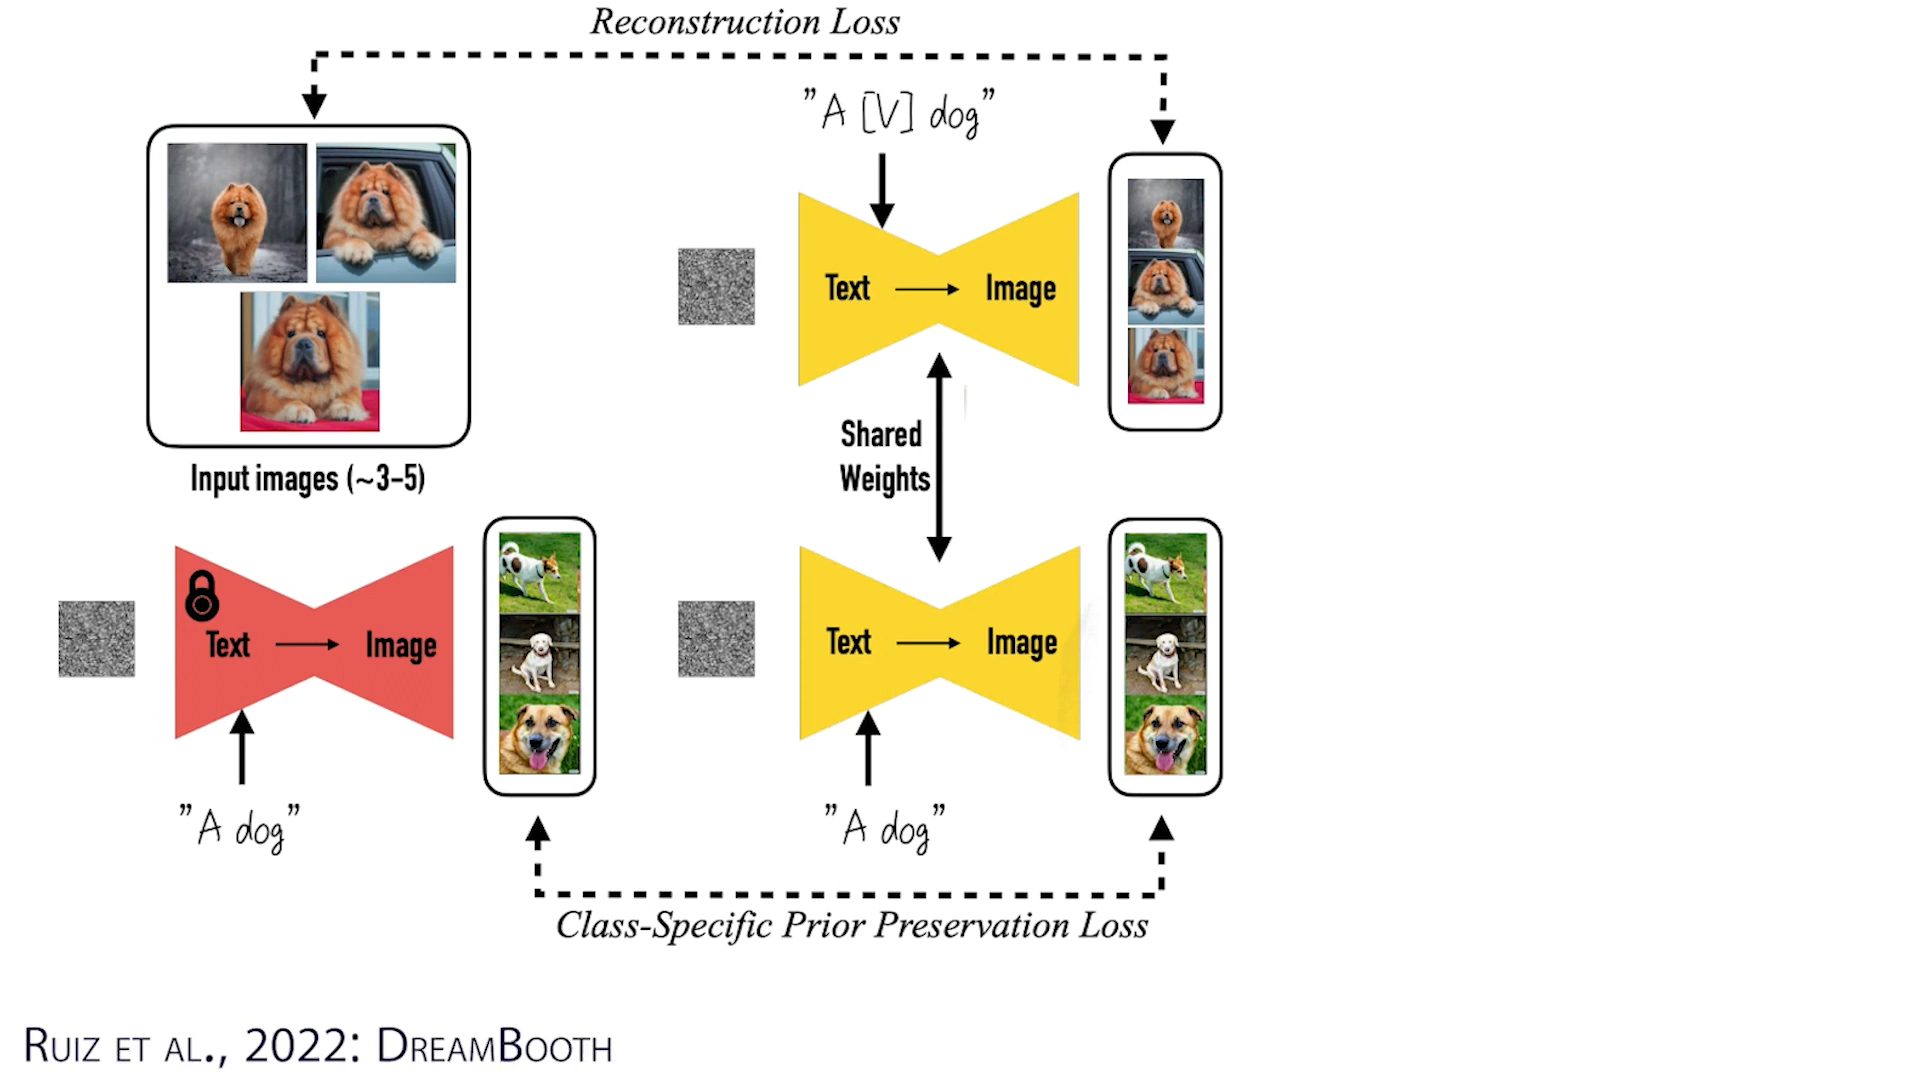 Reconstruction Loss
"A [V] dog"
Text
Image
Input images (~3-5)
Shared
Weights
Text
Image
Text
Image
"A dog"
"A dog"
Class-Specific Prior Preservation Loss
Ruiz et al., 2022: DreamBooth